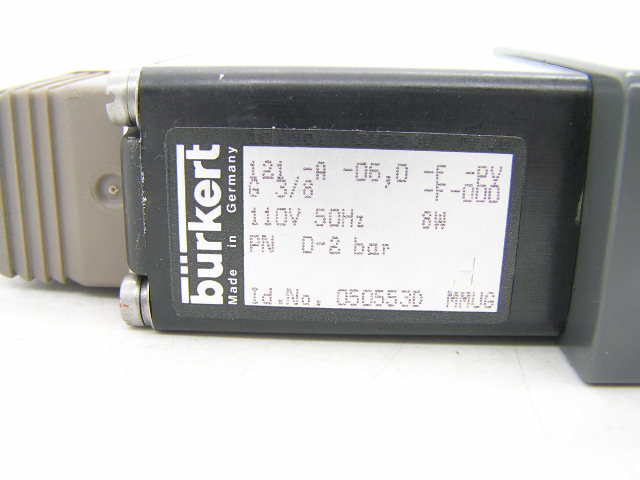 bürkert
Made in Germany
121 -A -06,0 -F -PV
G 3/8 -F-000
110V 50Hz 8W
PN 0-2 bar
Id.No. 050553D MMUG